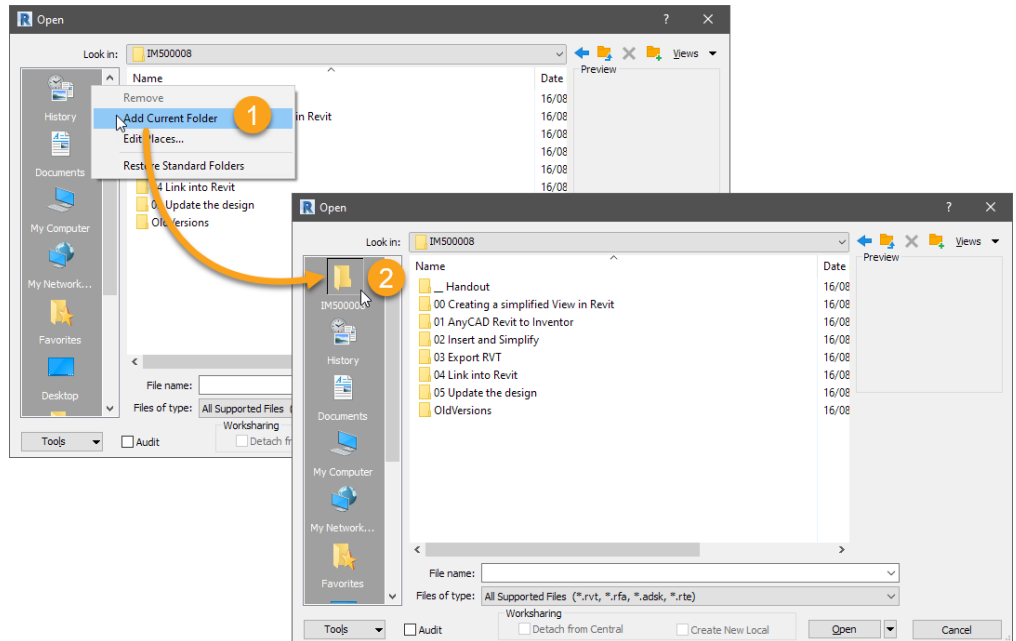 Open
?
Look in:
IM500008
Views
Name
Date
Preview
History
Documents
My Computer
My Network...
Favorites
Desktop
Remove
Add Current Folder
1
Edit Places...
Restore Standard Folders
in Revit
16/08
16/08
16/08
16/08
16/08
16/08
04 Link into Revit
Update the design
OldVersions
File name:
Files of type:
All Supported Files
Worksharing
Tools
Audit
Detach fr
Open
?
Look in:
IM500008
Views
Name
Date
Preview
2
IM500008
History
Documents
My Computer
My Network...
Favorites
__ Handout
16/08
00 Creating a simplified View in Revit
16/08
01 AnyCAD Revit to Inventor
16/08
02 Insert and Simplify
16/08
03 Export RVT
16/08
04 Link into Revit
16/08
05 Update the design
16/08
OldVersions
16/08
File name:
Files of type:
All Supported Files (*.rvt, *.rfa, *.adsk, *.rte)
Worksharing
Tools
Audit
Detach from Central
Create New Local
Open
Cancel